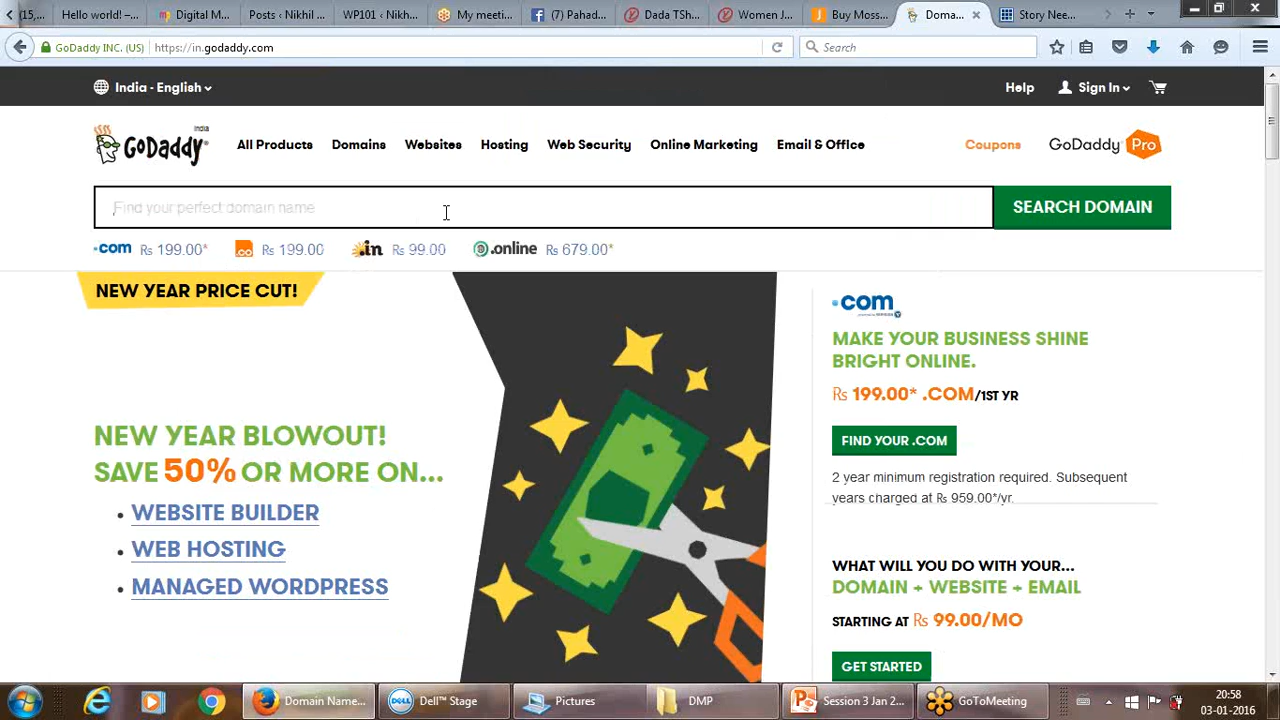 (15,
Hello world! –...
Digital M...
Posts ‹ Nikhil ...
WP101 ‹ Nikh...
My meeti...
(7) Pahad...
Dada TSh...
Women J...
Buy Moss...
Doma...
Story Nee...
GoDaddy INC. (US)
https://in.godaddy.com
Search
India - English
Help
Sign In
GoDaddy
India
All Products
Domains
Websites
Hosting
Web Security
Online Marketing
Email & Office
Coupons
GoDaddy Pro
Find your perfect domain name
SEARCH DOMAIN
.com Rs 199.00*
.co Rs 199.00
.in Rs 99.00
.online Rs 679.00*
NEW YEAR PRICE CUT!
NEW YEAR BLOWOUT!
SAVE 50% OR MORE ON...
• WEBSITE BUILDER
• WEB HOSTING
• MANAGED WORDPRESS
.com
MAKE YOUR BUSINESS SHINE
BRIGHT ONLINE.
Rs 199.00* .COM/1ST YR
FIND YOUR .COM
2 year minimum registration required. Subsequent
years charged at Rs 959.00*/yr.
WHAT WILL YOU DO WITH YOUR...
DOMAIN + WEBSITE + EMAIL
STARTING AT Rs 99.00/MO
GET STARTED
Domain Name...
DELL
Dell™ Stage
Pictures
DMP
Session 3 Jan 2...
GoToMeeting
20:58
03-01-2016